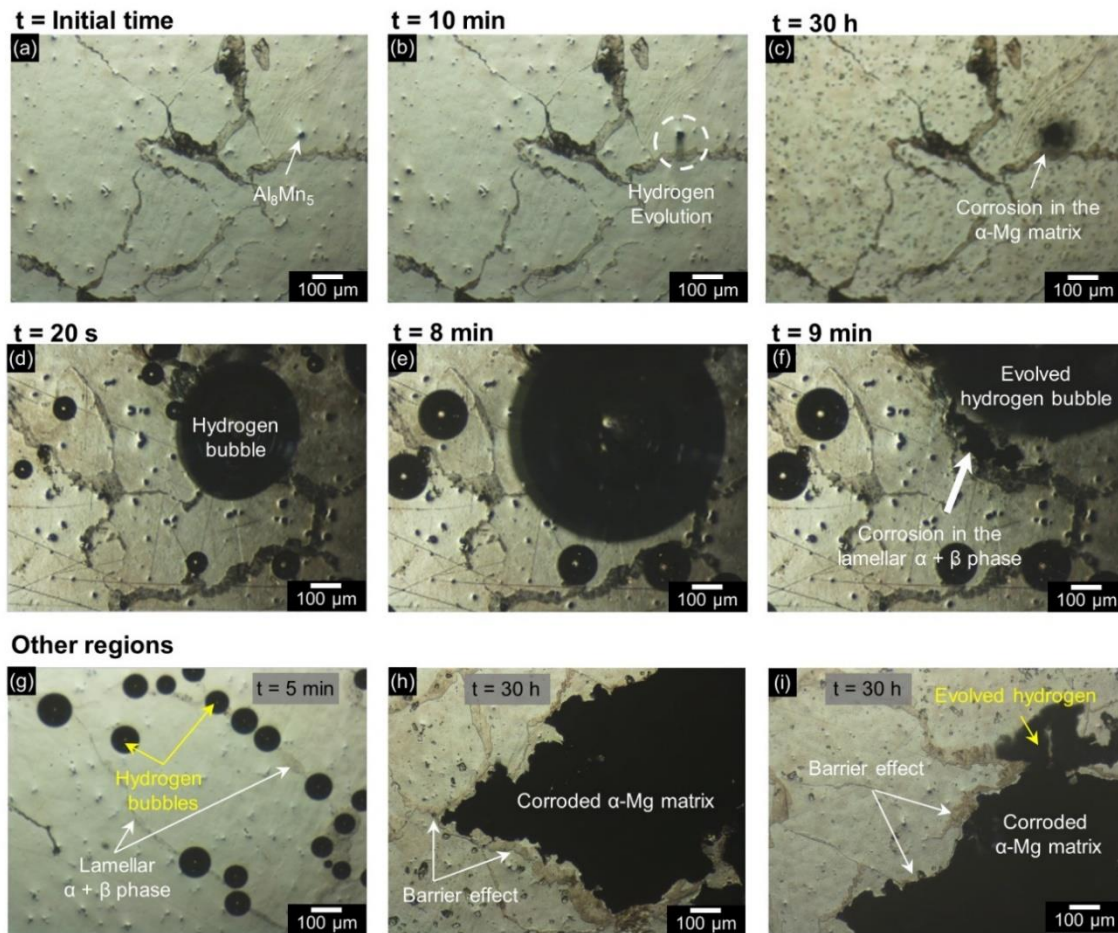 t = Initial time
t = 10 min
t = 30 h
(a)
(b)
(c)
Al₈Mn₅
Hydrogen
Evolution
Corrosion in the
α-Mg matrix
100 µm
100 µm
100 µm
t = 20 s
t = 8 min
t = 9 min
(d)
(e)
(f)
Hydrogen
bubble
Evolved
hydrogen bubble
Corrosion in the
lamellar α + β phase
100 µm
100 µm
100 µm
Other regions
(g)
t = 5 min
Hydrogen
bubbles
Lamellar
α + β phase
100 µm
(h)
t = 30 h
Corroded α-Mg matrix
Barrier effect
100 µm
(i)
t = 30 h
Evolved hydrogen
Barrier effect
Corroded
α-Mg matrix
100 µm